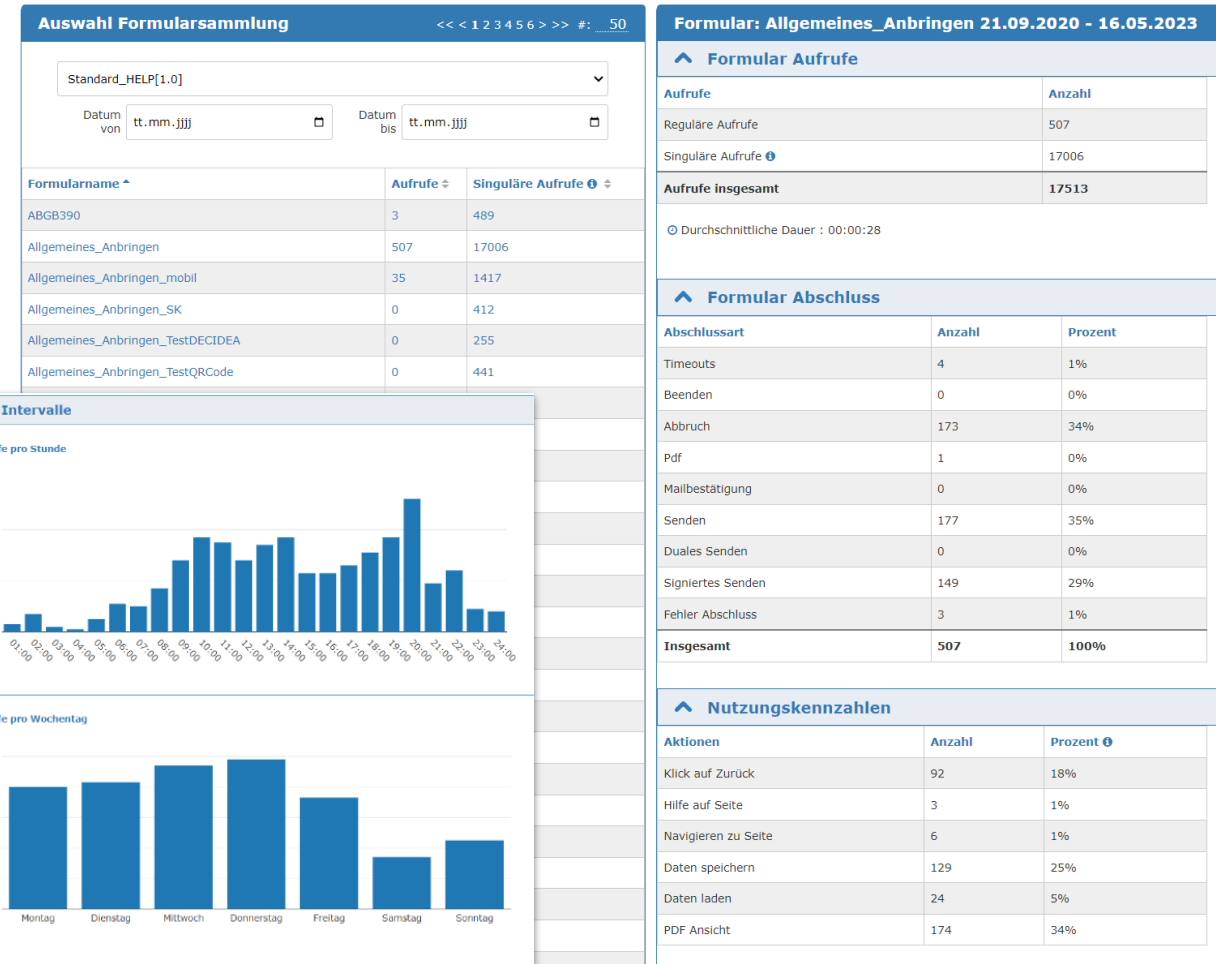 Auswahl Formularsammlung << < 1 2 3 4 5 6 > >> #: 50
Standard_HELP[1.0]
Datum von tt.mm.jjjj Datum bis tt.mm.jjjj
Formularname Aufrufe Singuläre Aufrufe
ABGB390 3 489
Allgemeines_Anbringen 507 17006
Allgemeines_Anbringen_mobil 35 1417
Allgemeines_Anbringen_SK 0 412
Allgemeines_Anbringen_TestDECIDEA 0 255
Allgemeines_Anbringen_TestQRCode 0 441
Intervalle
fe pro Stunde
01:00 02:00 03:00 04:00 05:00 06:00 07:00 08:00 09:00 10:00 11:00 12:00 13:00 14:00 15:00 16:00 17:00 18:00 19:00 20:00 21:00 22:00 23:00 24:00
fe pro Wochentag
Montag Dienstag Mittwoch Donnerstag Freitag Samstag Sonntag
Formular: Allgemeines_Anbringen 21.09.2020 - 16.05.2023
Formular Aufrufe
Aufrufe Anzahl
Reguläre Aufrufe 507
Singuläre Aufrufe 17006
Aufrufe insgesamt 17513
Durchschnittliche Dauer : 00:00:28
Formular Abschluss
Abschlussart Anzahl Prozent
Timeouts 4 1%
Beenden 0 0%
Abbruch 173 34%
Pdf 1 0%
Mailbestätigung 0 0%
Senden 177 35%
Duales Senden 0 0%
Signiertes Senden 149 29%
Fehler Abschluss 3 1%
Insgesamt 507 100%
Nutzungskennzahlen
Aktionen Anzahl Prozent
Klick auf Zurück 92 18%
Hilfe auf Seite 3 1%
Navigieren zu Seite 6 1%
Daten speichern 129 25%
Daten laden 24 5%
PDF Ansicht 174 34%